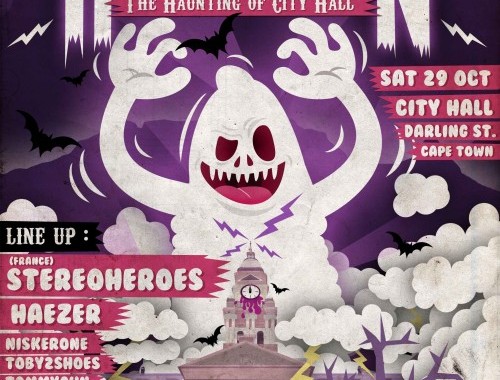 The Haunting of City Hall
SAT 29 OCT
CITY HALL
DARLING ST.
CAPE TOWN
LINE UP :
(FRANCE)
STEREOHEROES
HAEZER
NISKERONE
TOBY2SHOES